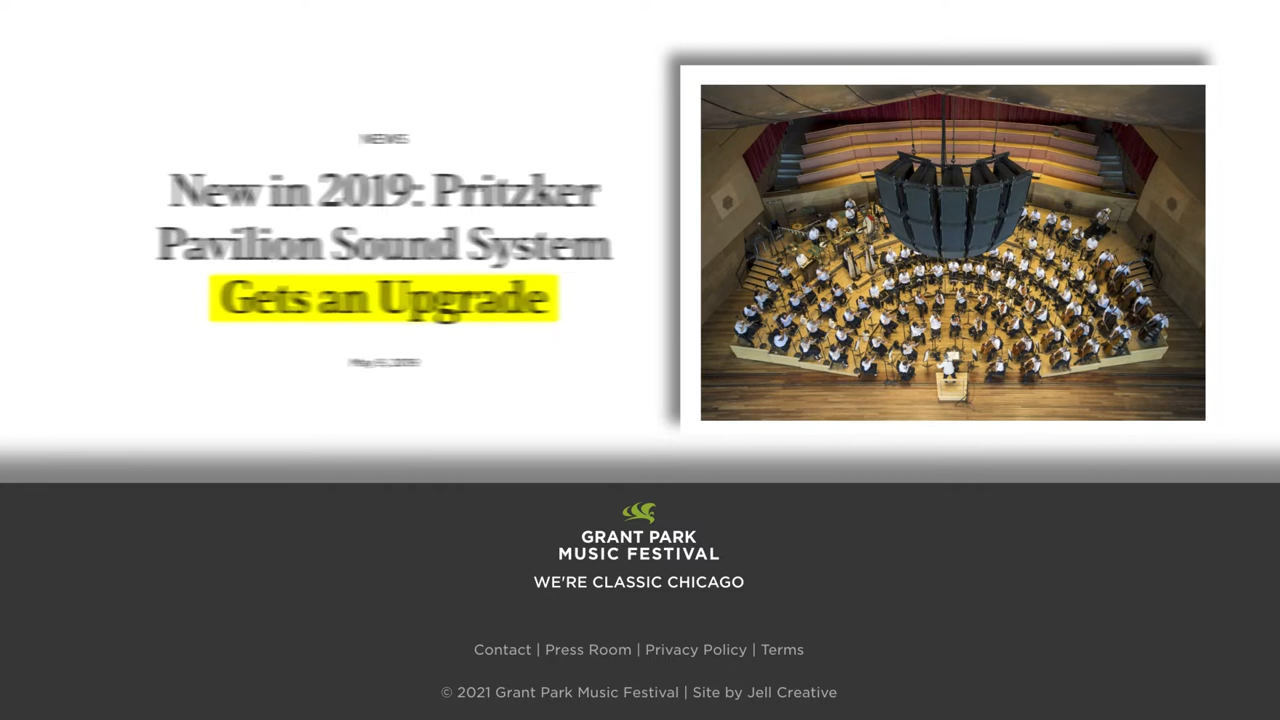 NEWS
New in 2019: Pritzker
Pavilion Sound System
Gets an Upgrade
GRANT PARK
MUSIC FESTIVAL
WE'RE CLASSIC CHICAGO
Contact | Press Room | Privacy Policy | Terms
© 2021 Grant Park Music Festival | Site by Jell Creative